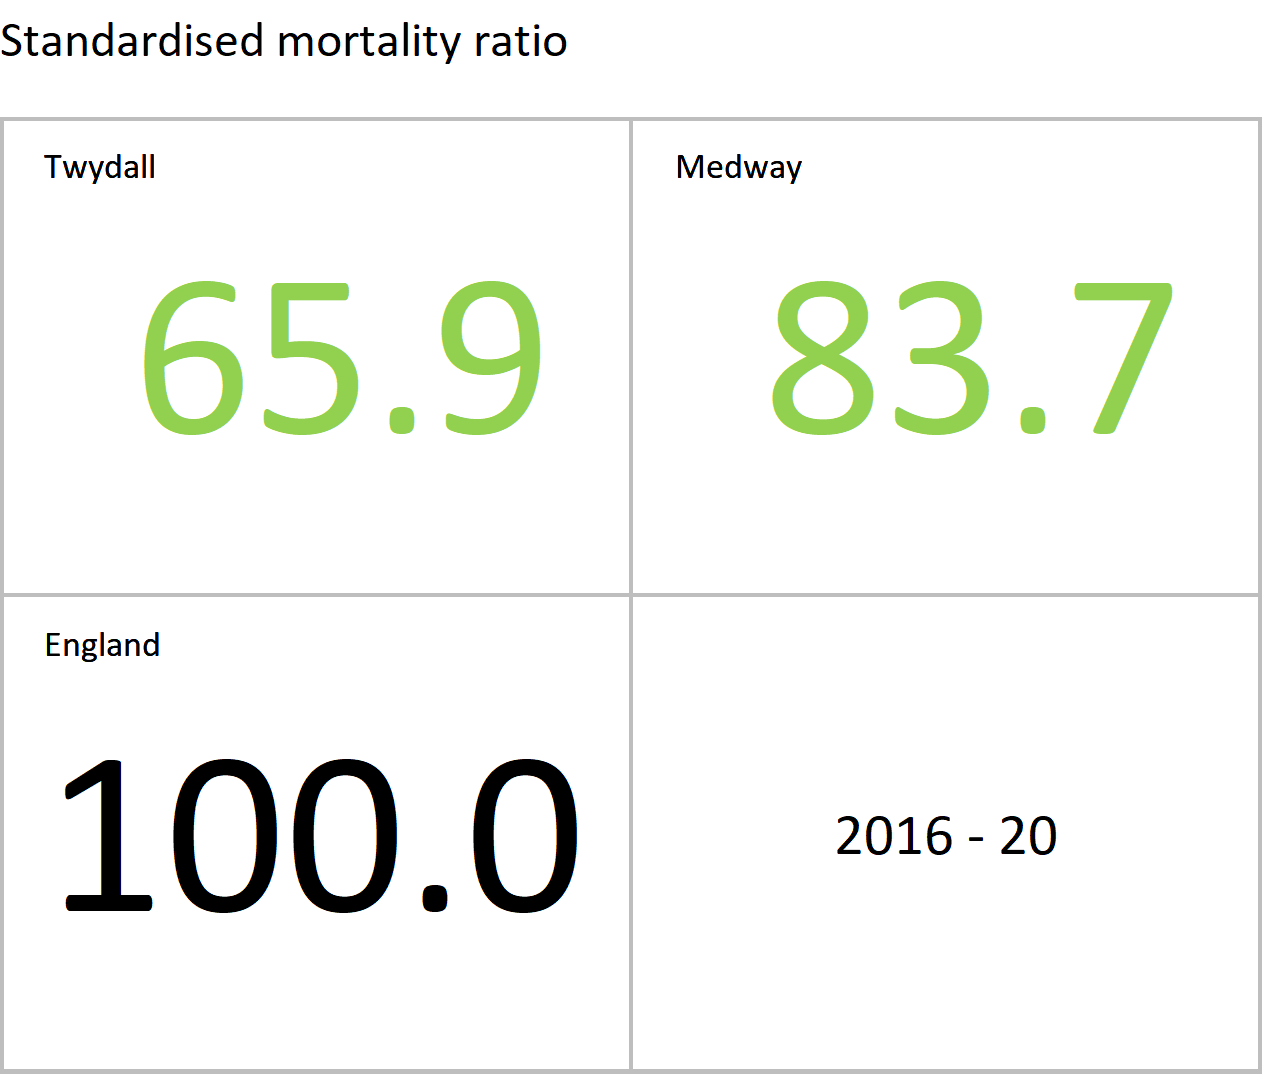 Standardised mortality ratio
Twydall
65.9
Medway
83.7
England
100.0
2016 - 20